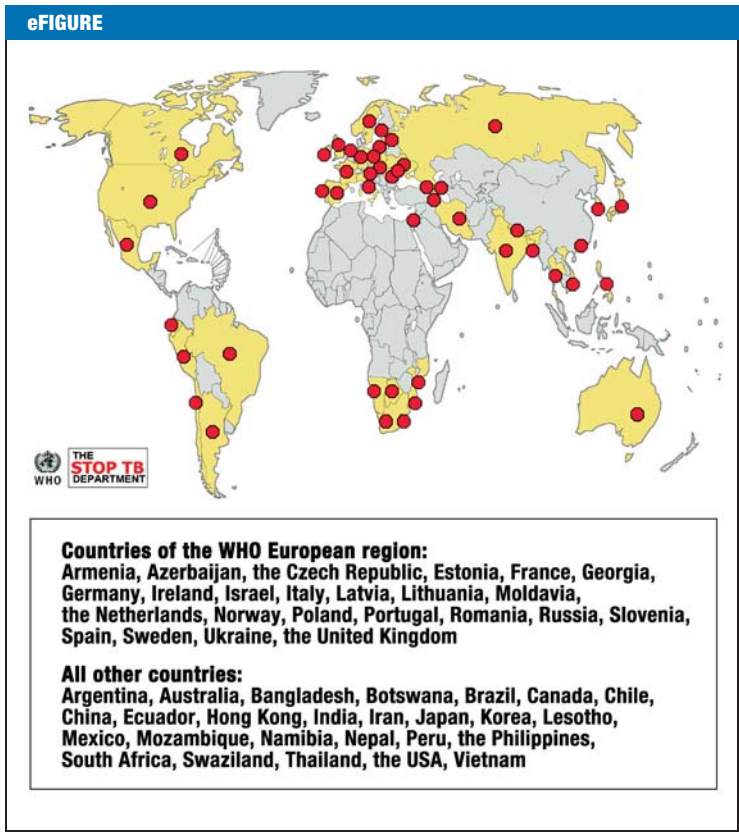 eFIGURE
WHO
THE
STOP TB
DEPARTMENT
Countries of the WHO European region:
Armenia, Azerbaijan, the Czech Republic, Estonia, France, Georgia,
Germany, Ireland, Israel, Italy, Latvia, Lithuania, Moldavia,
the Netherlands, Norway, Poland, Portugal, Romania, Russia, Slovenia,
Spain, Sweden, Ukraine, the United Kingdom
All other countries:
Argentina, Australia, Bangladesh, Botswana, Brazil, Canada, Chile,
China, Ecuador, Hong Kong, India, Iran, Japan, Korea, Lesotho,
Mexico, Mozambique, Namibia, Nepal, Peru, the Philippines,
South Africa, Swaziland, Thailand, the USA, Vietnam